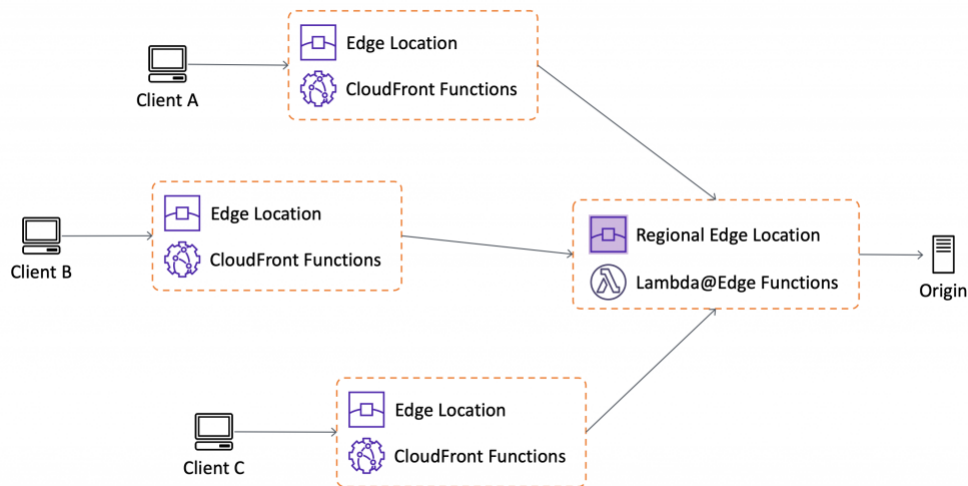 Edge Location
CloudFront Functions
Client A
Edge Location
CloudFront Functions
Client B
Regional Edge Location
Lambda@Edge Functions
Origin
Edge Location
CloudFront Functions
Client C